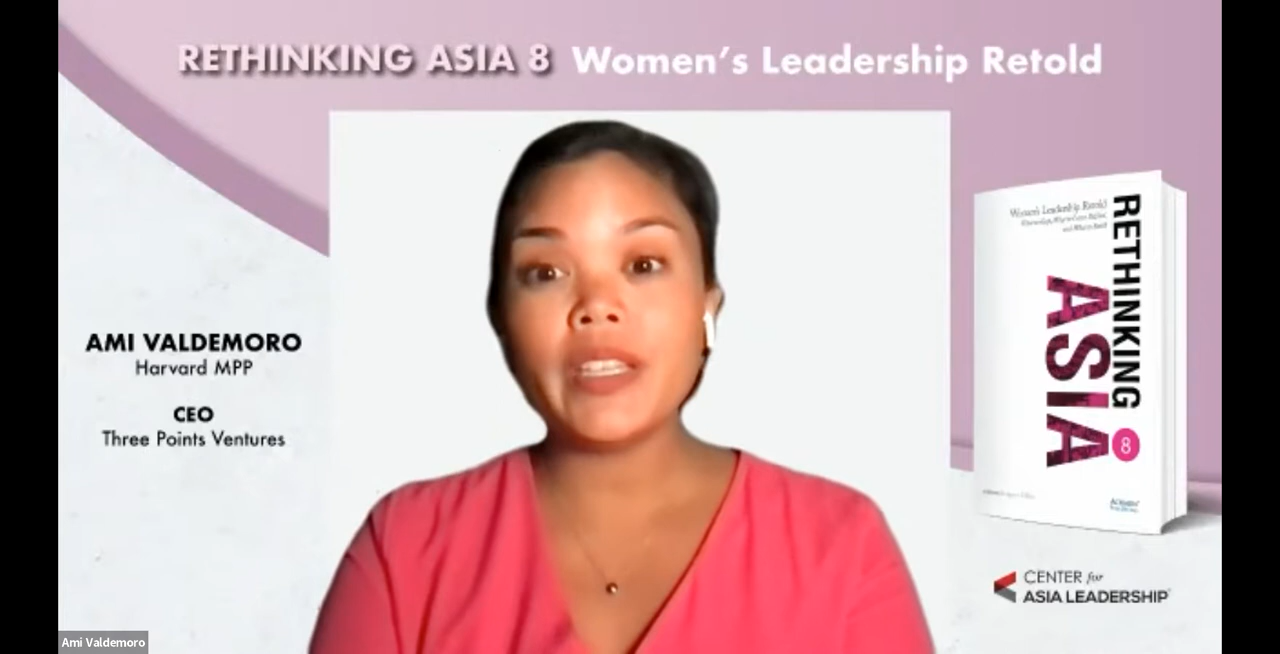 RETHINKING ASIA 8 Women's Leadership Retold
AMI VALDEMORO
Harvard MPP
CEO
Three Points Ventures
Women's Leadership Retold
RETHINKING
ASIA
8
CENTER for
ASIA LEADERSHIP
Ami Valdemoro